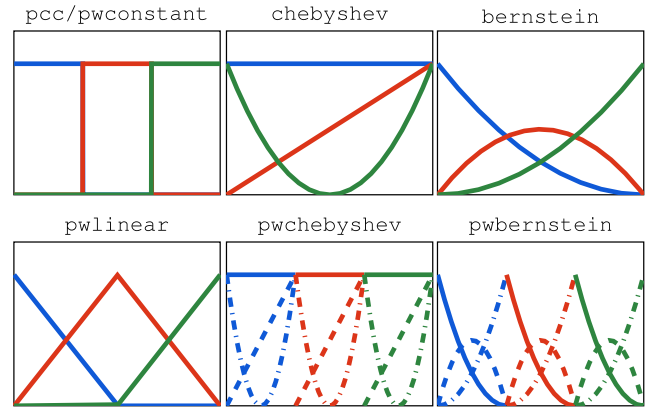 pcc/pwconstant
chebyshev
bernstein
pwlinear
pwchebyshev
pwbernstein